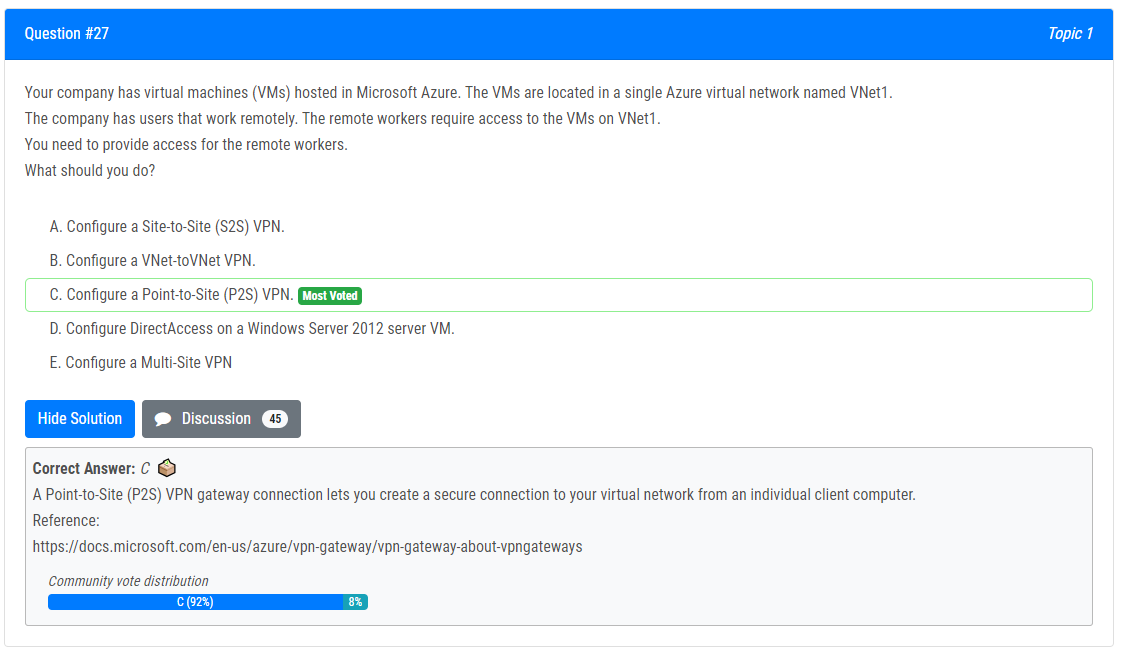 Question #27
Topic 1
Your company has virtual machines (VMs) hosted in Microsoft Azure. The VMs are located in a single Azure virtual network named VNet1.
The company has users that work remotely. The remote workers require access to the VMs on VNet1.
You need to provide access for the remote workers.
What should you do?
A. Configure a Site-to-Site (S2S) VPN.
B. Configure a VNet-toVNet VPN.
C. Configure a Point-to-Site (P2S) VPN. Most Voted
D. Configure DirectAccess on a Windows Server 2012 server VM.
E. Configure a Multi-Site VPN
Hide Solution
Discussion 45
Correct Answer: C
A Point-to-Site (P2S) VPN gateway connection lets you create a secure connection to your virtual network from an individual client computer.
Reference:
https://docs.microsoft.com/en-us/azure/vpn-gateway/vpn-gateway-about-vpngateways
Community vote distribution
C (92%) 8%